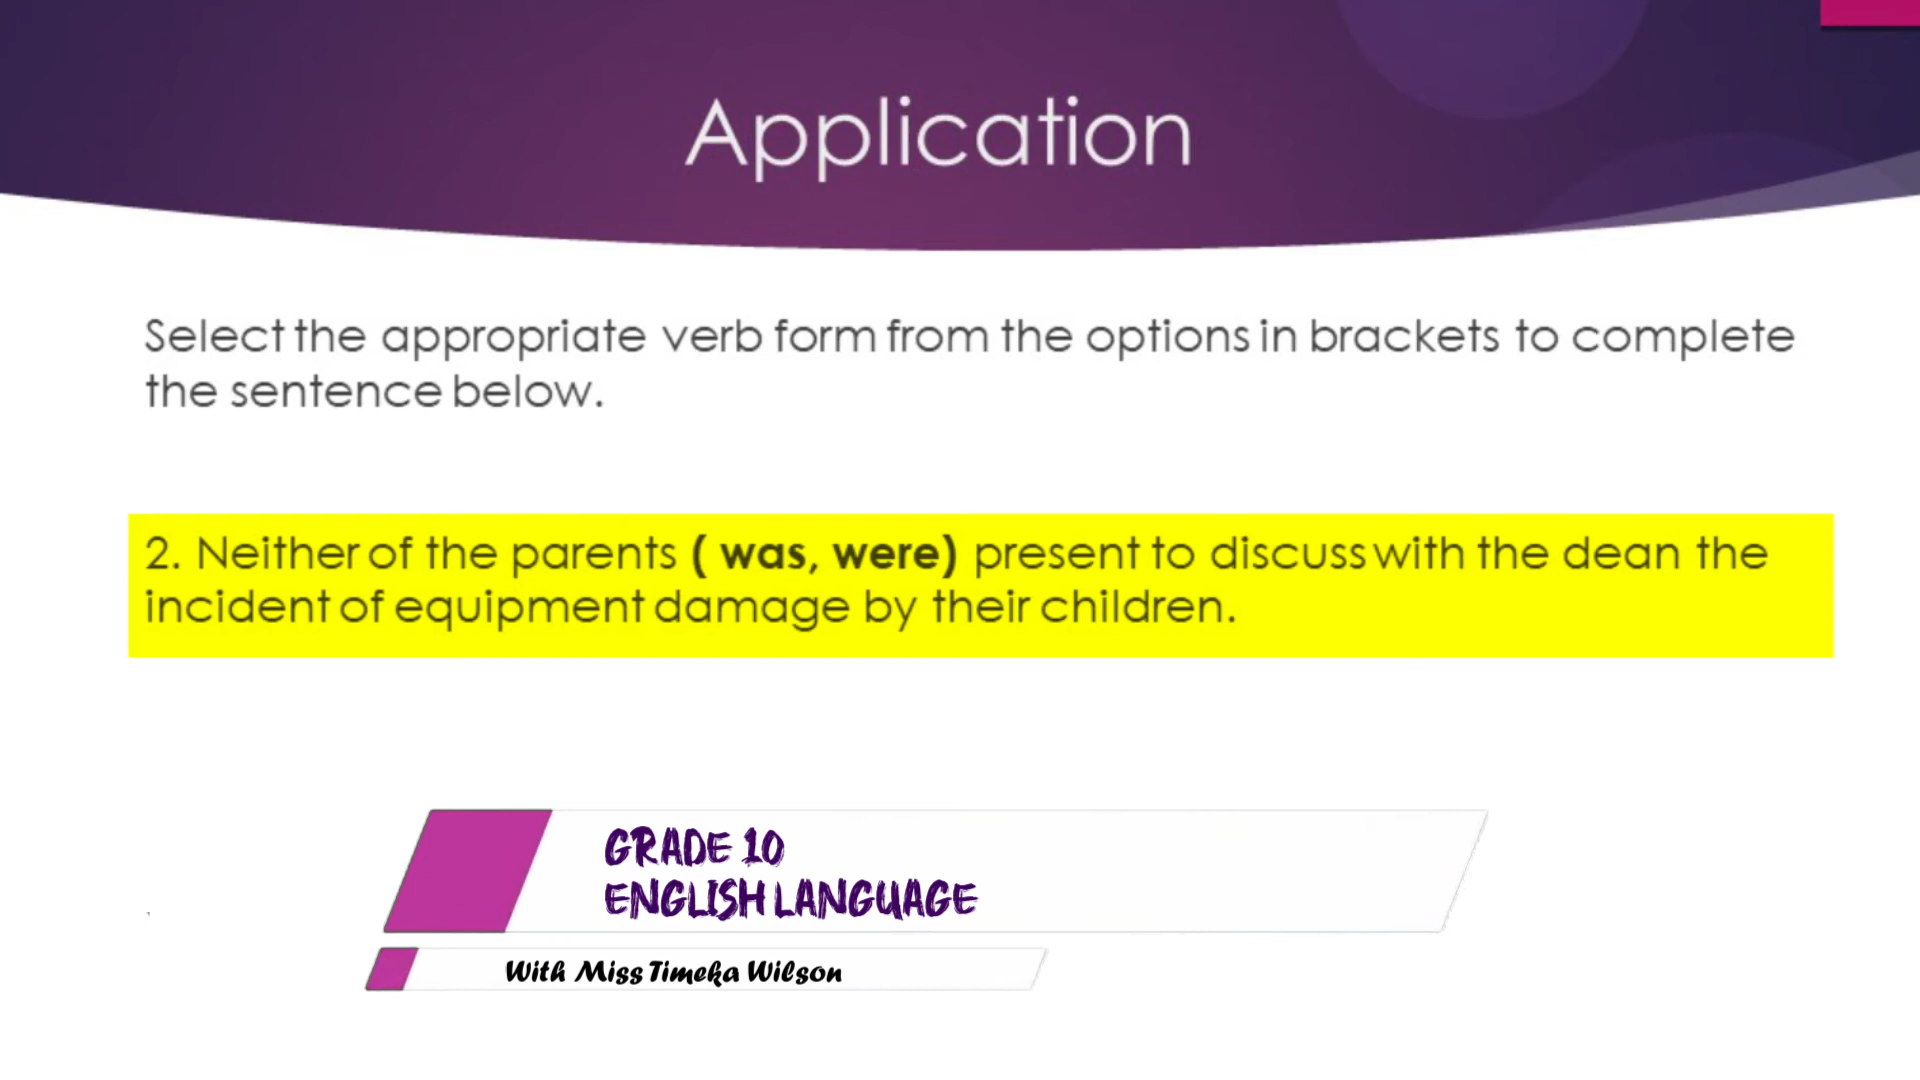 Application
Select the appropriate verb form from the options in brackets to complete
the sentence below.
2. Neither of the parents ( was, were) present to discuss with the dean the
incident of equipment damage by their children.
GRADE 10
ENGLISH LANGUAGE
With Miss Timeka Wilson